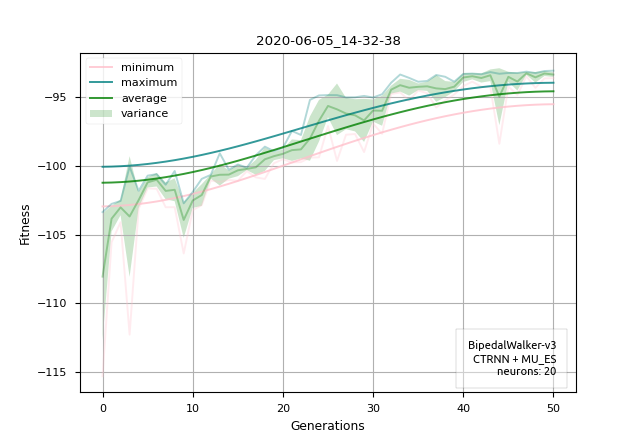 2020-06-05_14-32-38
minimum
maximum
average
variance
Fitness
−95
−100
−105
−110
−115
BipedalWalker-v3
CTRNN + MU_ES
neurons: 20
0 10 20 30 40 50
Generations